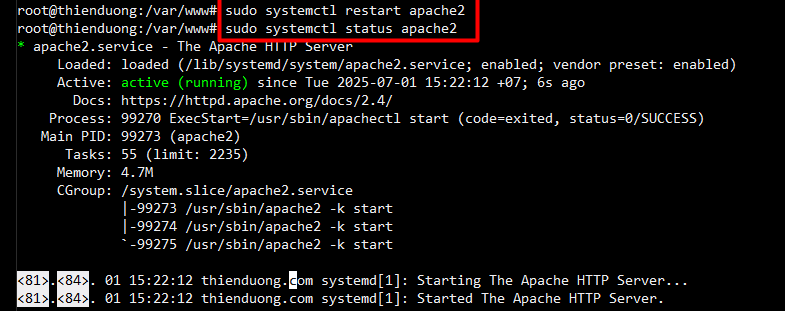 root@thienduong:/var/www# sudo systemctl restart apache2
root@thienduong:/var/www# sudo systemctl status apache2
* apache2.service - The Apache HTTP Server
Loaded: loaded (/lib/systemd/system/apache2.service; enabled; vendor preset: enabled)
Active: active (running) since Tue 2025-07-01 15:22:12 +07; 6s ago
Docs: https://httpd.apache.org/docs/2.4/
Process: 99270 ExecStart=/usr/sbin/apachectl start (code=exited, status=0/SUCCESS)
Main PID: 99273 (apache2)
Tasks: 55 (limit: 2235)
Memory: 4.7M
CGroup: /system.slice/apache2.service
|-99273 /usr/sbin/apache2 -k start
|-99274 /usr/sbin/apache2 -k start
`-99275 /usr/sbin/apache2 -k start
<81>.<84>. 01 15:22:12 thienduong.com systemd[1]: Starting The Apache HTTP Server...
<81>.<84>. 01 15:22:12 thienduong.com systemd[1]: Started The Apache HTTP Server.